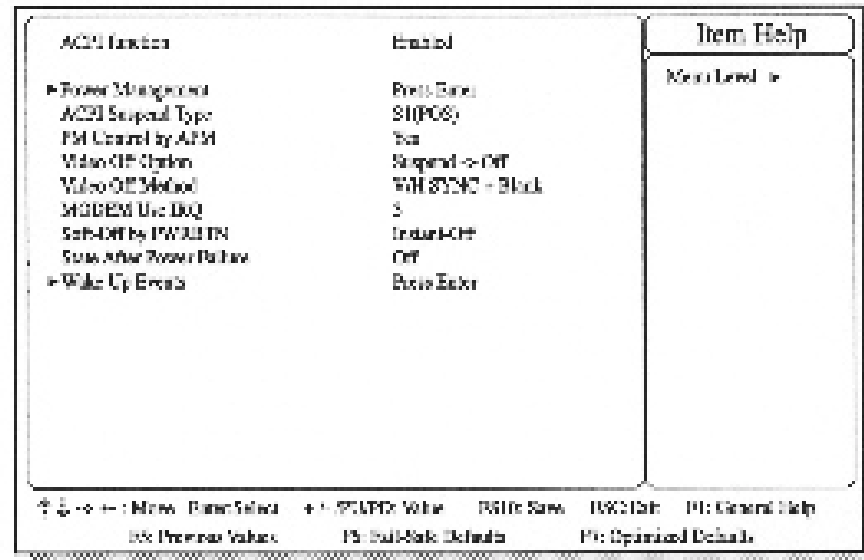 ACPI function Enabled
Item Help
Menu Level ▸
▸ Power Management Press Enter
ACPI Suspend Type S1(POS)
PM Control by APM Yes
Video Off Option Suspend -> Off
Video Off Method V/H SYNC + Blank
MODEM Use IRQ
Soft-Off by PWRBTN Instant-Off
State After Power Failure Off
▸ Wake Up Events Press Enter
↑ ↓ → ← : Move Enter: Select + - /PU/PD: Value F10: Save ESC: Exit F1: General Help
F5: Previous Values Fail-Safe Defaults F7: Optimized Defaults